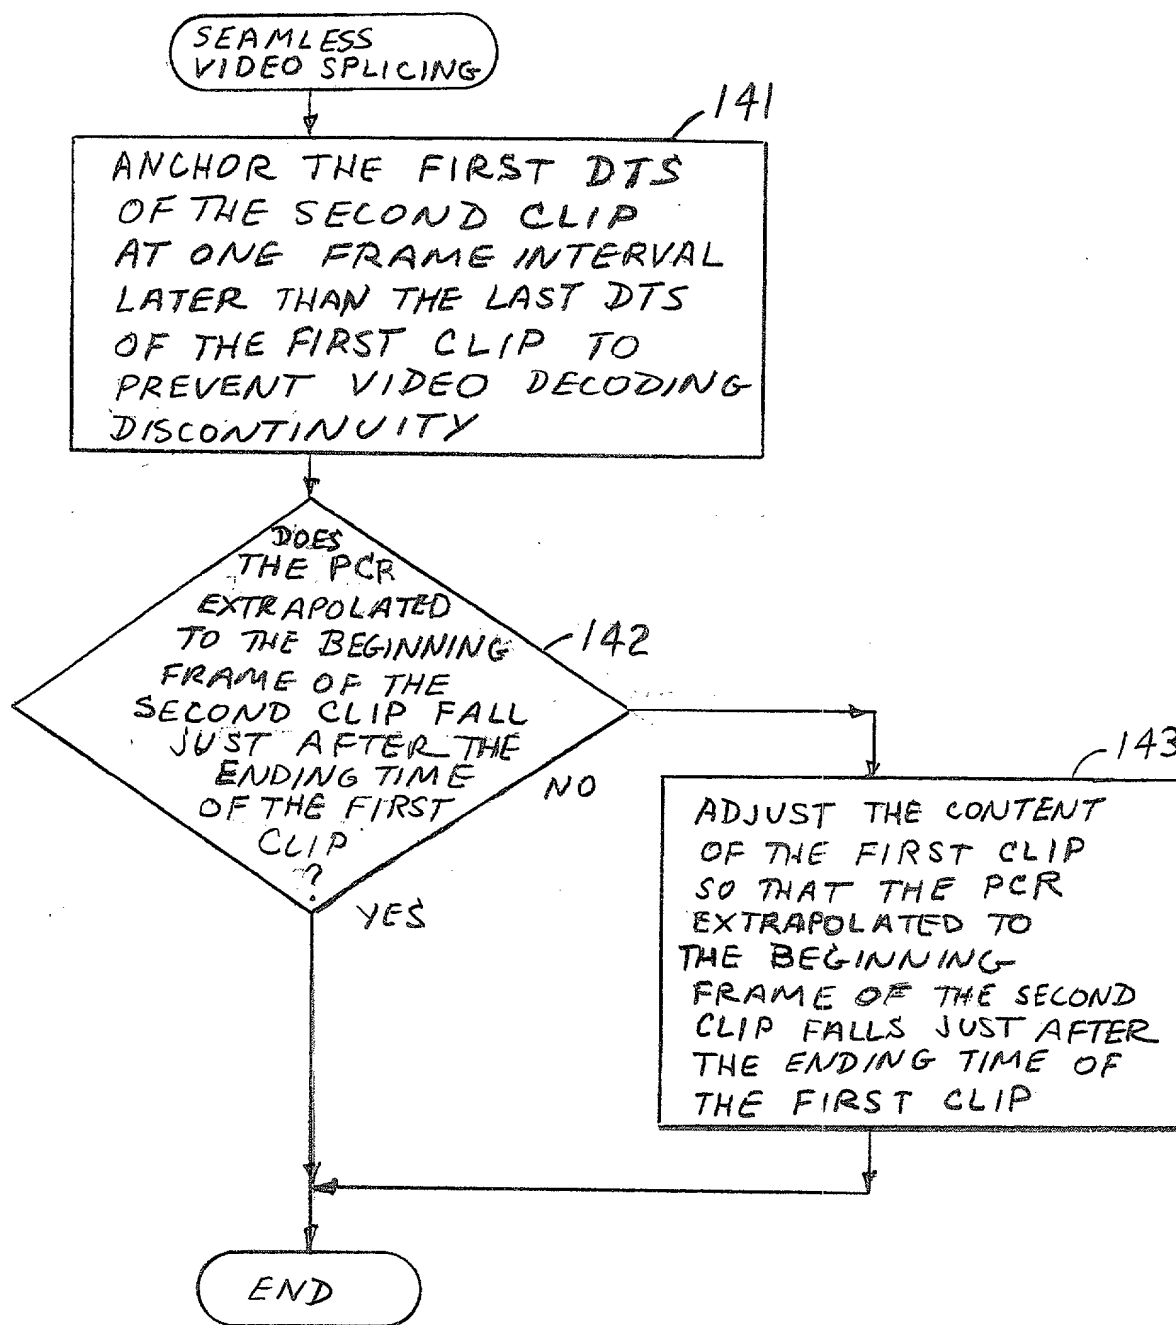 SEAMLESS
VIDEO SPLICING
141
ANCHOR THE FIRST DTS
OF THE SECOND CLIP
AT ONE FRAME INTERVAL
LATER THAN THE LAST DTS
OF THE FIRST CLIP TO
PREVENT VIDEO DECODING
DISCONTINUITY
DOES
THE PCR
EXTRAPOLATED
TO THE BEGINNING
FRAME OF THE
SECOND CLIP FALL
JUST AFTER THE
ENDING TIME
OF THE FIRST
CLIP
?
142
NO
YES
143
ADJUST THE CONTENT
OF THE FIRST CLIP
SO THAT THE PCR
EXTRAPOLATED TO
THE BEGINNING
FRAME OF THE SECOND
CLIP FALLS JUST AFTER
THE ENDING TIME OF
THE FIRST CLIP
END